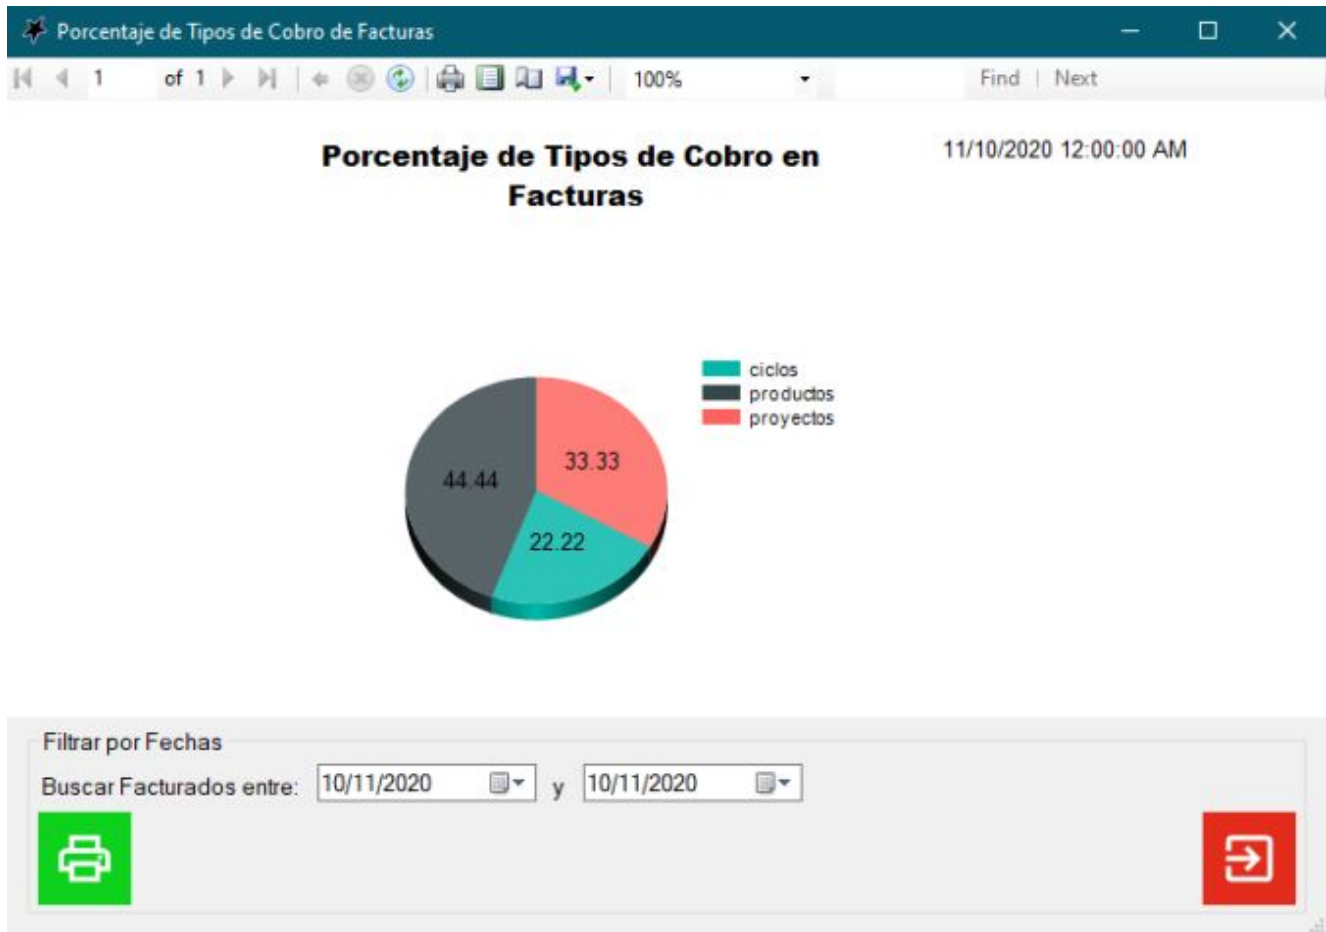 Porcentaje de Tipos de Cobro de Facturas
1 of 1 100% Find | Next
Porcentaje de Tipos de Cobro en
Facturas
11/10/2020 12:00:00 AM
ciclos
productos
proyectos
33.33
44.44
22.22
Filtrar por Fechas
Buscar Facturados entre: 10/11/2020 y 10/11/2020